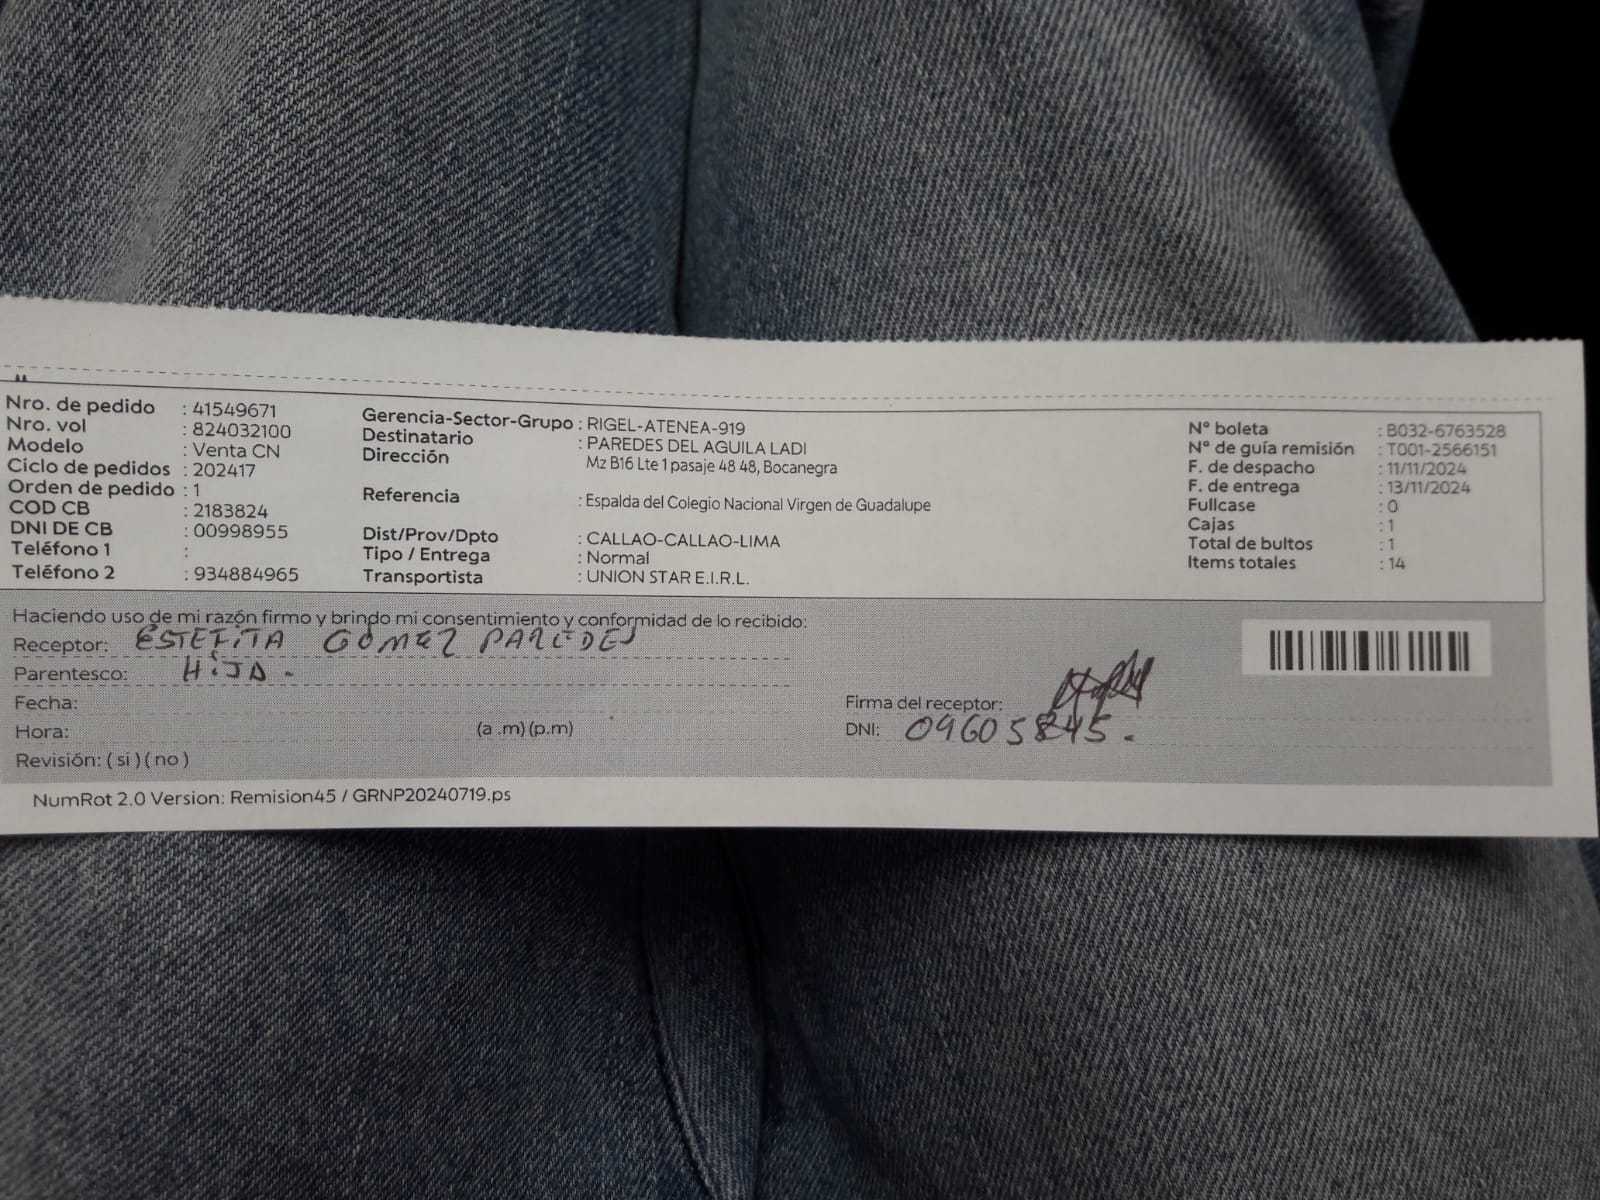 Nro. de pedido : 41549671
Nro. vol : 824032100
Modelo : Venta CN
Ciclo de pedidos : 202417
Orden de pedido : 1
COD CB : 2183824
DNI DE CB : 00998955
Teléfono 1 :
Teléfono 2 : 934884965
Gerencia-Sector-Grupo : RIGEL-ATENEA-919
Destinatario : PAREDES DEL AGUILA LADI
Dirección Mz B16 Lte 1 pasaje 48 48, Bocanegra
Referencia : Espalda del Colegio Nacional Virgen de Guadalupe
Dist/Prov/Dpto : CALLAO-CALLAO-LIMA
Tipo / Entrega : Normal
Transportista : UNION STAR E.I.R.L.
N° boleta : B032-6763528
N° de guía remisión : T001-2566151
F. de despacho : 11/11/2024
F. de entrega : 13/11/2024
Fullcase : 0
Cajas : 1
Total de bultos : 1
Items totales : 14
Haciendo uso de mi razón firmo y brindo mi consentimiento y conformidad de lo recibido:
Receptor: ESTEFITA GOMEZ PAREDES
Parentesco: HIJA.
Fecha:
Hora: (a .m) (p.m)
Revisión: ( si ) ( no )
Firma del receptor:
DNI: 09605845.
NumRot 2.0 Version: Remision45 / GRNP20240719.ps